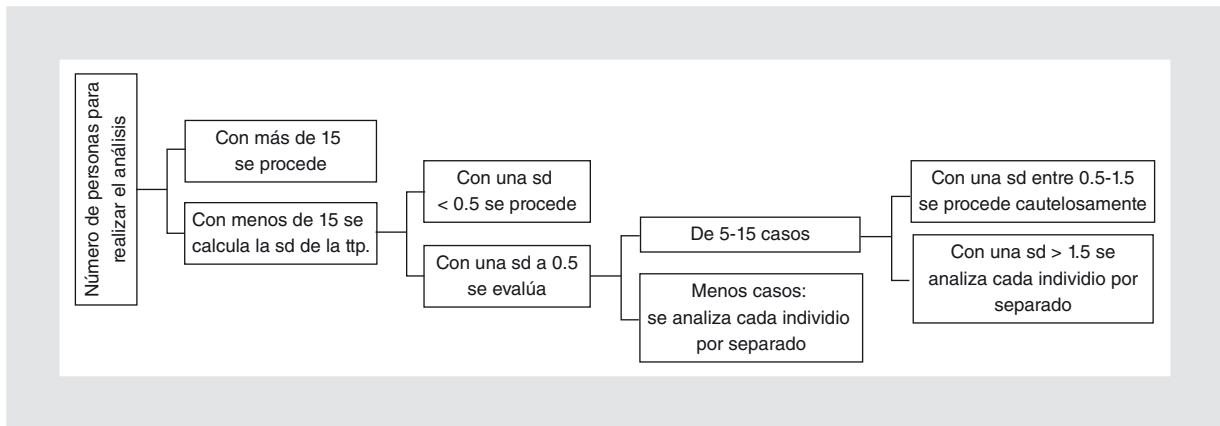 Número de personas para
realizar el análisis
Con más de 15
se procede
Con menos de 15 se
calcula la sd de la ttp.
Con una sd
< 0.5 se procede
Con una sd a 0.5
se evalúa
De 5-15 casos
Menos casos:
se analiza cada individio
por separado
Con una sd entre 0.5-1.5
se procede cautelosamente
Con una sd > 1.5 se
analiza cada individio por
separado